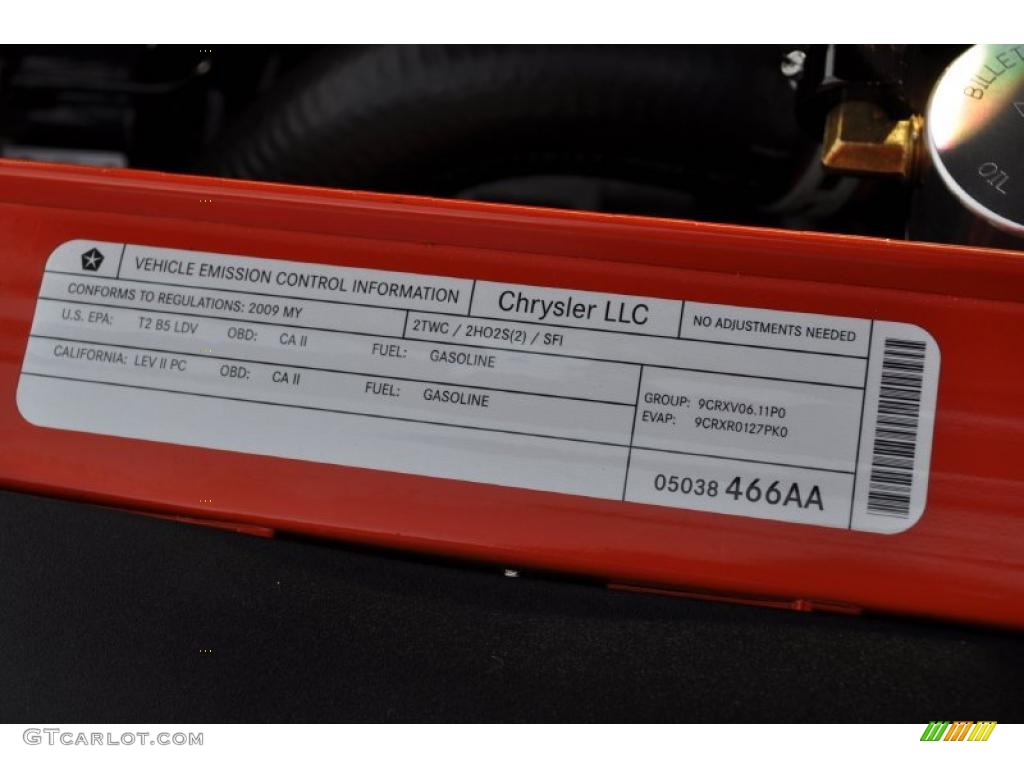 BILLET
OIL
VEHICLE EMISSION CONTROL INFORMATION
Chrysler LLC
NO ADJUSTMENTS NEEDED
CONFORMS TO REGULATIONS: 2009 MY
2TWC / 2HO2S(2) / SFI
U.S. EPA: T2 B5 LDV OBD: CA II FUEL: GASOLINE
CALIFORNIA: LEV II PC OBD: CA II FUEL: GASOLINE
GROUP: 9CRXV06.11P0
EVAP: 9CRXR0127PK0
05038 466AA
GTCARLOT.COM